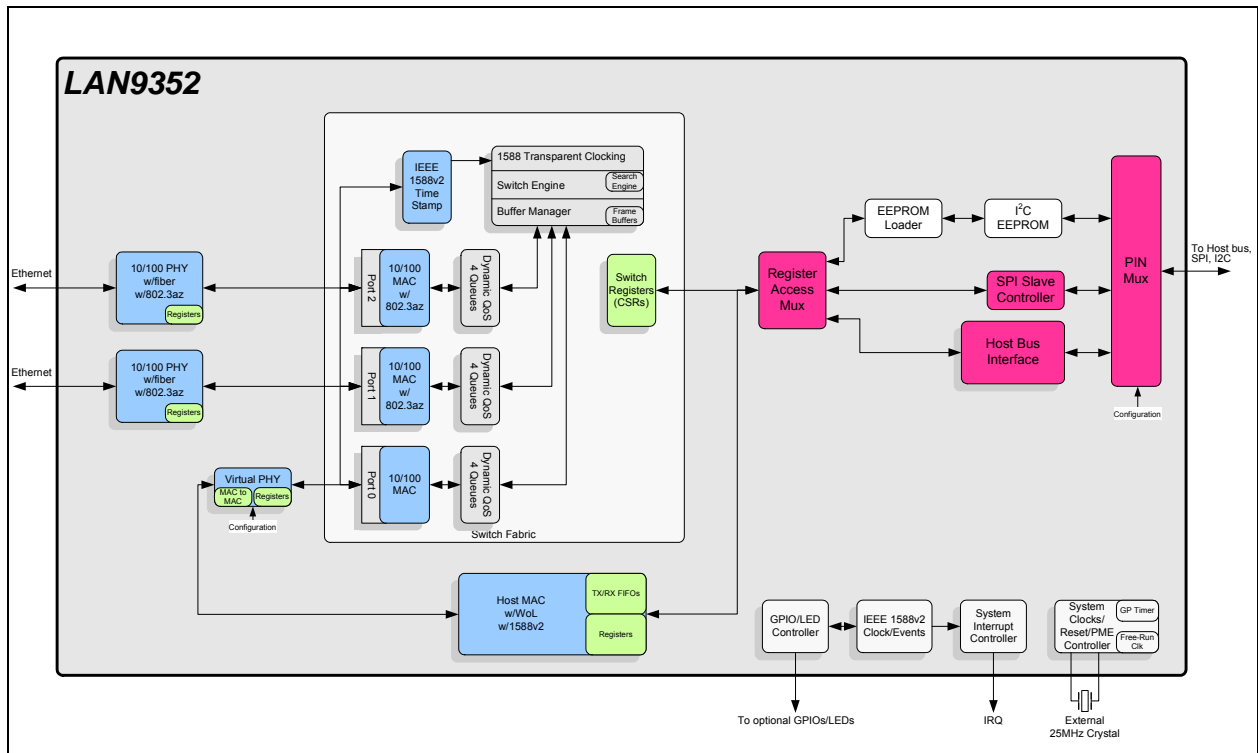 LAN9352
IEEE
1588v2
Time
Stamp
1588 Transparent Clocking
Switch Engine
Search
Engine
Buffer Manager
Frame
Buffers
Ethernet
10/100 PHY
w/fiber
w/802.3az
Registers
Port 2
10/100
MAC
w/
802.3az
Dynamic QoS
4 Queues
Ethernet
10/100 PHY
w/fiber
w/802.3az
Registers
Port 1
10/100
MAC
w/
802.3az
Dynamic QoS
4 Queues
Virtual PHY
MAC to
MAC
Registers
Configuration
Port 0
10/100
MAC
Dynamic QoS
4 Queues
Switch
Registers
(CSRs)
Switch Fabric
Host MAC
w/WoL
w/1588v2
TX/RX FIFOs
Registers
Register
Access
Mux
EEPROM
Loader
I2C
EEPROM
SPI Slave
Controller
Host Bus
Interface
PIN
Mux
Configuration
To Host bus,
SPI, I2C
GPIO/LED
Controller
IEEE 1588v2
Clock/Events
System
Interrupt
Controller
System
Clocks/
Reset/PME
Controller
GP Timer
Free-Run
Clk
To optional GPIOs/LEDs
IRQ
External
25MHz Crystal